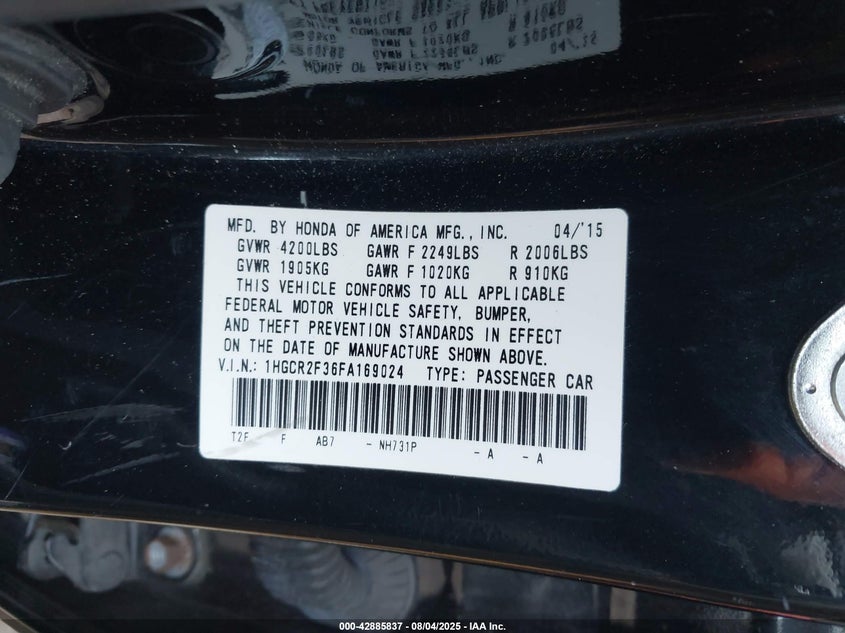 MFD. BY HONDA OF AMERICA MFG., INC. 04/'15
GVWR 4200LBS GAWR F 2249LBS R 2006LBS
GVWR 1905KG GAWR F 1020KG R 910KG
THIS VEHICLE CONFORMS TO ALL APPLICABLE
FEDERAL MOTOR VEHICLE SAFETY, BUMPER,
AND THEFT PREVENTION STANDARDS IN EFFECT
ON THE DATE OF MANUFACTURE SHOWN ABOVE.
V.I.N.: 1HGCR2F36FA169024 TYPE: PASSENGER CAR
F AB7 - NH731P - A - A
000-42885837 - 08/04/2025 - IAA Inc.